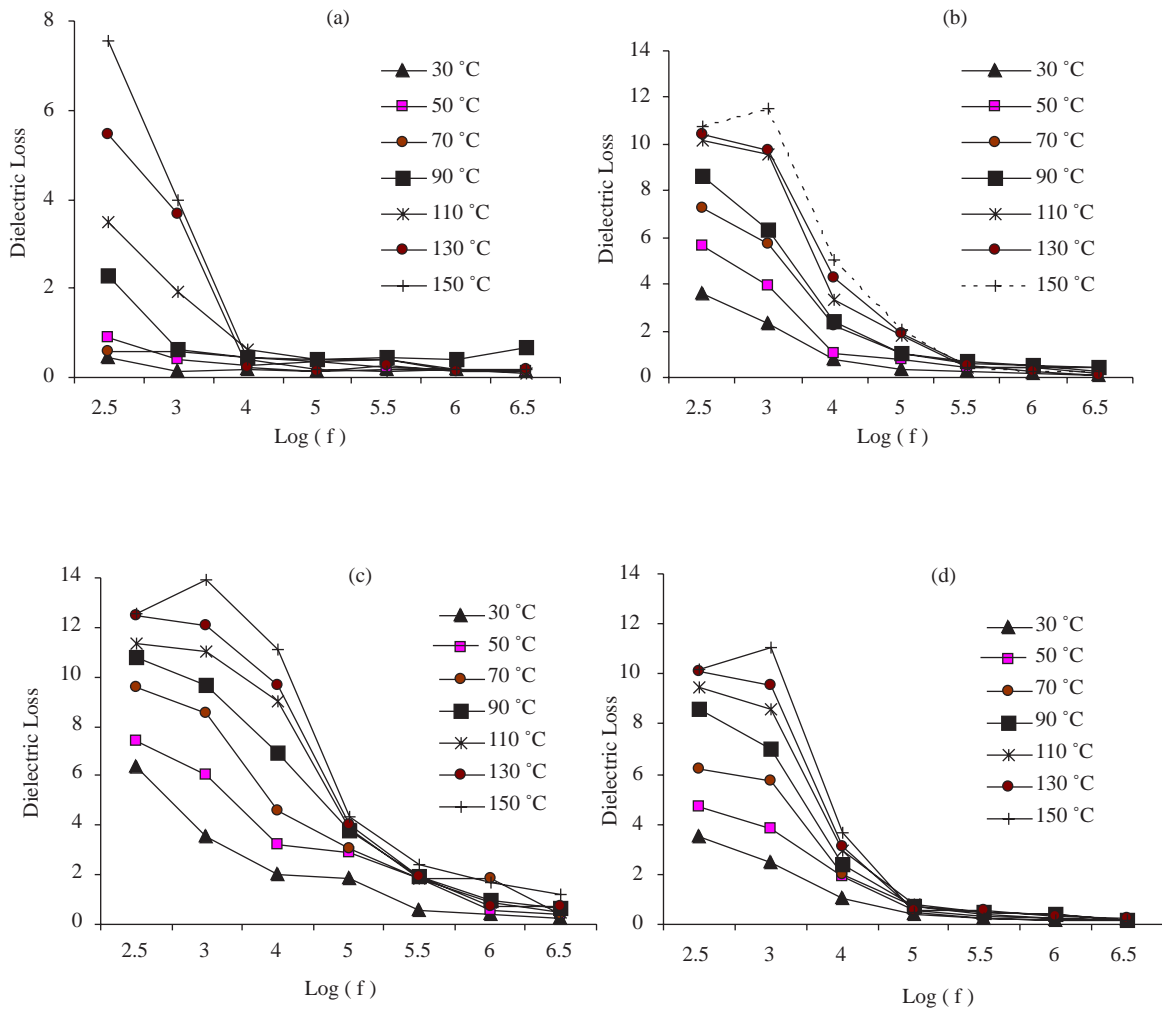 (a)
8
6
4
2
0
Dielectric Loss
2.5 3 4 5 5.5 6 6.5
Log ( f )
30 ˚C
50 ˚C
70 ˚C
90 ˚C
110 ˚C
130 ˚C
150 ˚C
(b)
14
12
10
8
6
4
2
0
Dielectric Loss
2.5 3 4 5 5.5 6 6.5
Log ( f )
30 ˚C
50 ˚C
70 ˚C
90 ˚C
110 ˚C
130 ˚C
150 ˚C
(c)
14
12
10
8
6
4
2
0
Dielectric Loss
2.5 3 4 5 5.5 6 6.5
Log ( f )
30 ˚C
50 ˚C
70 ˚C
90 ˚C
110 ˚C
130 ˚C
150 ˚C
(d)
14
12
10
8
6
4
2
0
Dielectric Loss
2.5 3 4 5 5.5 6 6.5
Log ( f )
30 ˚C
50 ˚C
70 ˚C
90 ˚C
110 ˚C
130 ˚C
150 ˚C